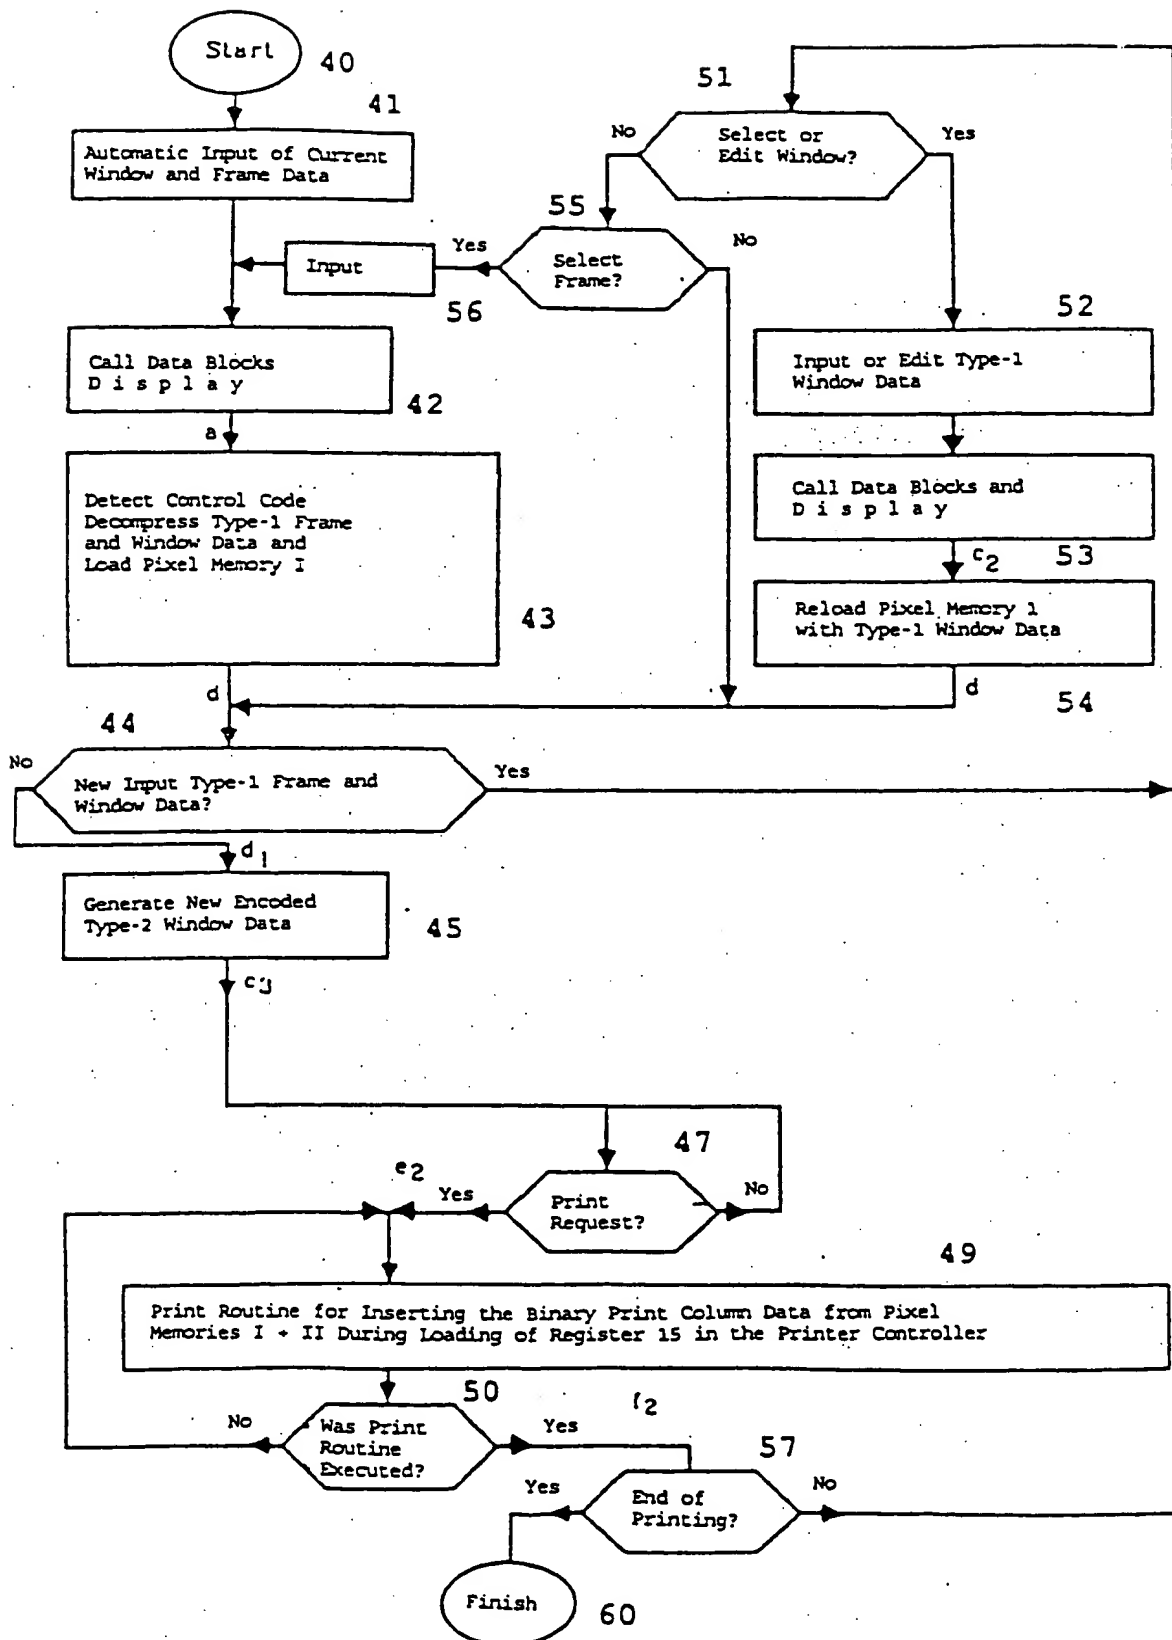 Start
40
41
Automatic Input of Current
Window and Frame Data
51
No
Select or
Edit Window?
Yes
55
Yes
Select
Frame?
No
Input
56
52
Call Data Blocks
D i s p l a y
42
a
Input or Edit Type-1
Window Data
Detect Control Code
Decompress Type-1 Frame
and Window Data and
Load Pixel Memory I
43
Call Data Blocks and
D i s p l a y
c2
53
Reload Pixel Memory 1
with Type-1 Window Data
d
54
d
44
No
New Input Type-1 Frame and
Window Data?
Yes
d1
Generate New Encoded
Type-2 Window Data
45
c3
47
e2
Yes
Print
Request?
No
49
Print Routine for Inserting the Binary Print Column Data from Pixel
Memories I + II During Loading of Register 15 in the Printer Controller
50
f2
No
Was Print
Routine
Executed?
Yes
57
Yes
End of
Printing?
No
Finish
60